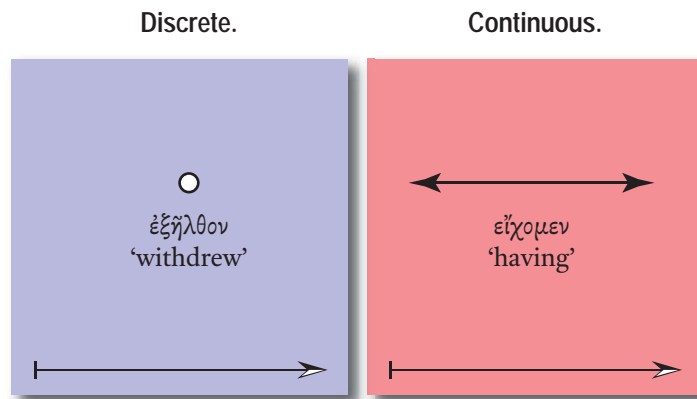 Discrete.
Continuous.
ἐξῆλθον
‘withdrew’
εἴχομεν
‘having’